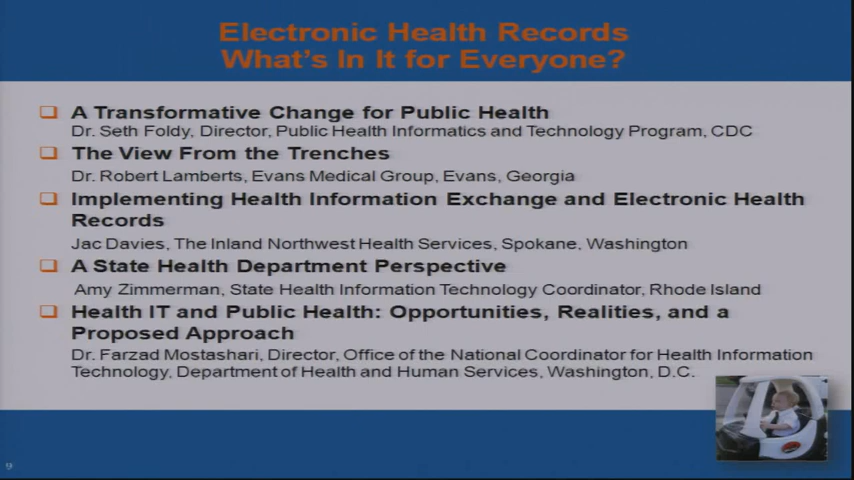 Electronic Health Records
What's In It for Everyone?
A Transformative Change for Public Health
Dr. Seth Foldy, Director, Public Health Informatics and Technology Program, CDC
The View From the Trenches
Dr. Robert Lamberts, Evans Medical Group, Evans, Georgia
Implementing Health Information Exchange and Electronic Health
Records
Jac Davies, The Inland Northwest Health Services, Spokane, Washington
A State Health Department Perspective
Amy Zimmerman, State Health Information Technology Coordinator, Rhode Island
Health IT and Public Health: Opportunities, Realities, and a
Proposed Approach
Dr. Farzad Mostashari, Director, Office of the National Coordinator for Health Information
Technology, Department of Health and Human Services, Washington, D.C.
9